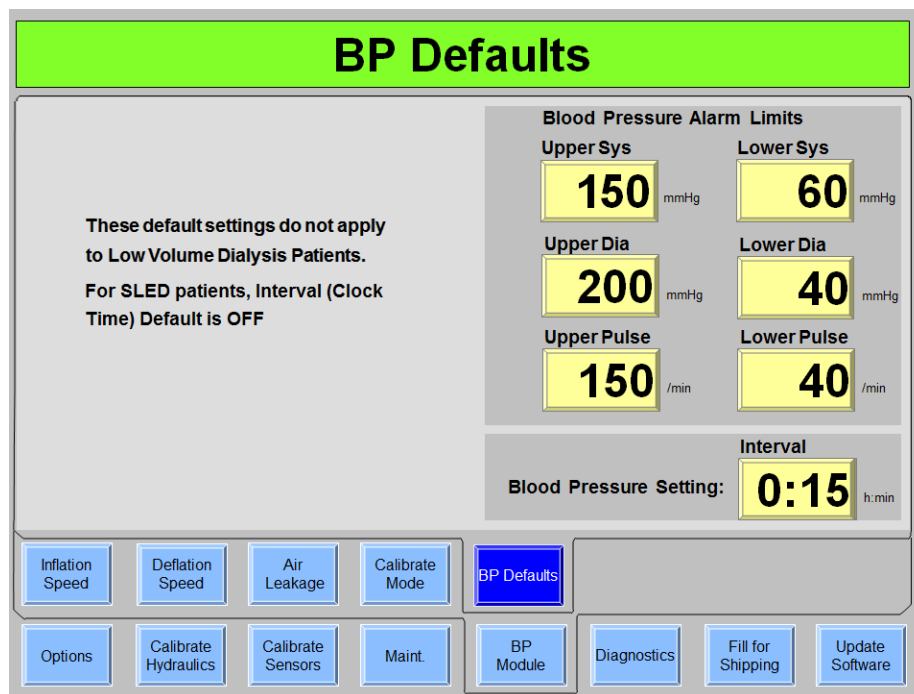 BP Defaults
These default settings do not apply
to Low Volume Dialysis Patients.
For SLED patients, Interval (Clock
Time) Default is OFF
Blood Pressure Alarm Limits
Upper Sys Lower Sys
150 mmHg 60 mmHg
Upper Dia Lower Dia
200 mmHg 40 mmHg
Upper Pulse Lower Pulse
150 /min 40 /min
Interval
Blood Pressure Setting: 0:15 h:min
Inflation Speed
Deflation Speed
Air Leakage
Calibrate Mode
BP Defaults
Options
Calibrate Hydraulics
Calibrate Sensors
Maint.
BP Module
Diagnostics
Fill for Shipping
Update Software